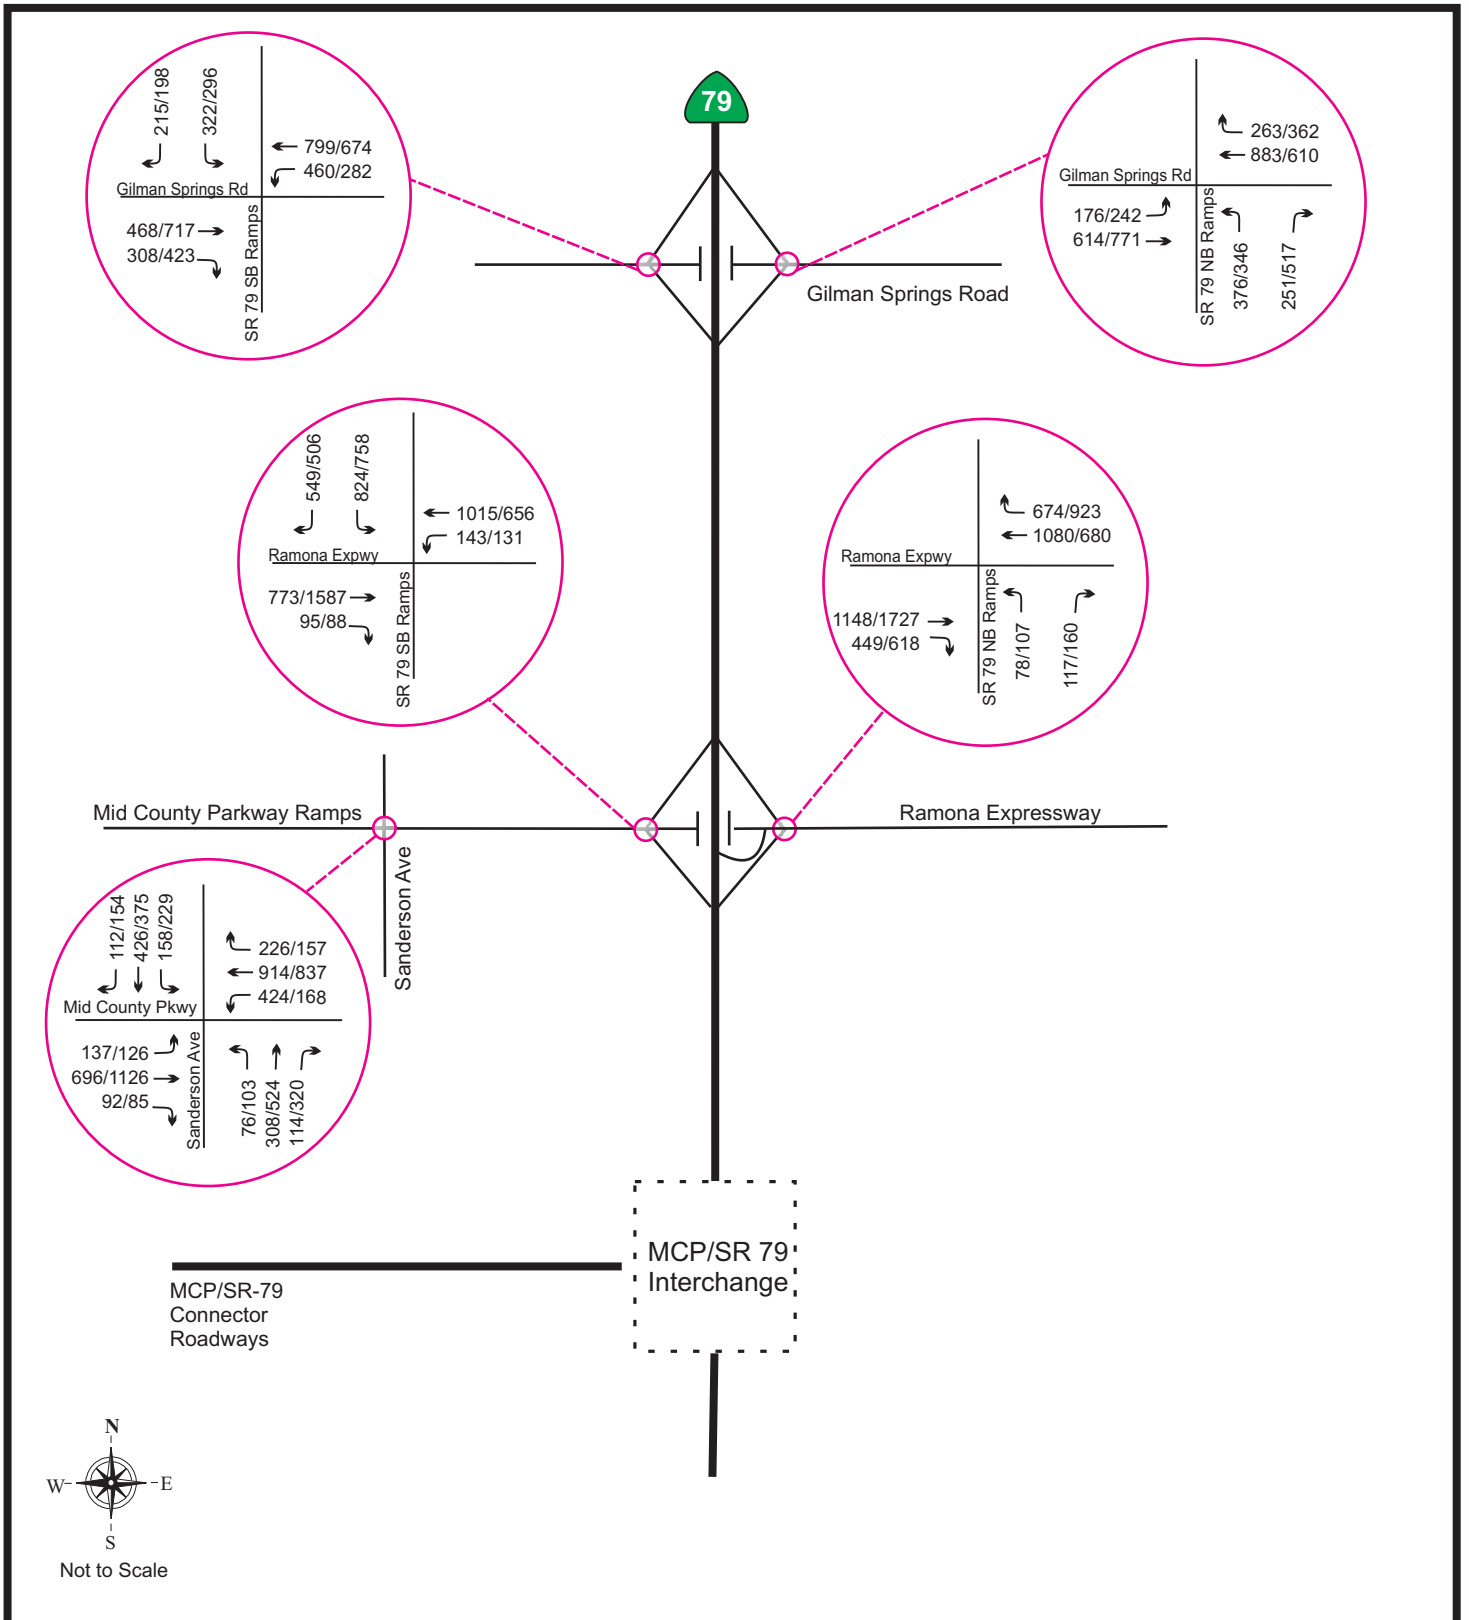 79
215/198
322/296
799/674
460/282
Gilman Springs Rd
468/717
308/423
SR 79 SB Ramps
263/362
883/610
Gilman Springs Rd
176/242
614/771
SR 79 NB Ramps
376/346
251/517
Gilman Springs Road
549/506
824/758
1015/656
143/131
Ramona Expwy
773/1587
95/88
SR 79 SB Ramps
674/923
1080/680
Ramona Expwy
1148/1727
449/618
SR 79 NB Ramps
78/107
117/160
Mid County Parkway Ramps
Ramona Expressway
Sanderson Ave
112/154
426/375
158/229
226/157
914/837
424/168
Mid County Pkwy
137/126
696/1126
92/85
Sanderson Ave
76/103
308/524
114/320
MCP/SR 79
Interchange
MCP/SR-79
Connector
Roadways
N
W
E
S
Not to Scale